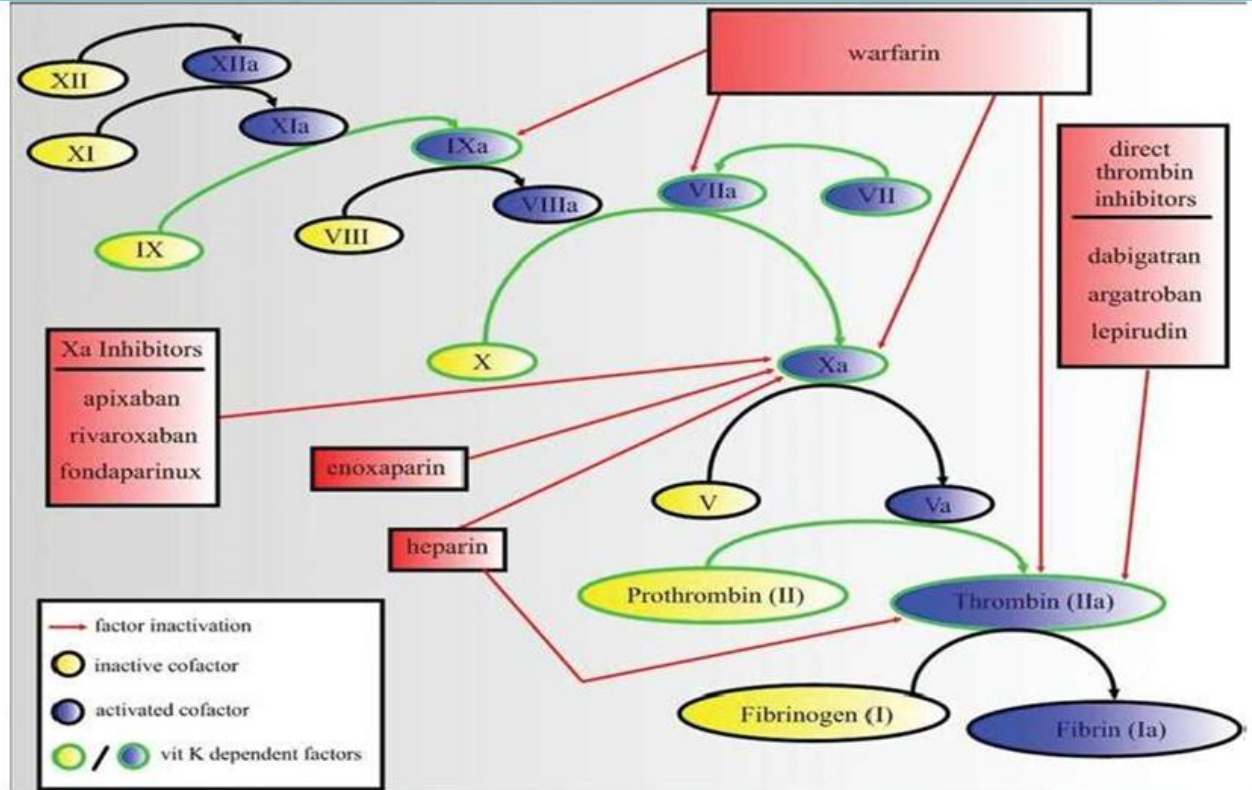 XII
XIIa
XI
XIa
IX
IXa
VIII
VIIIa
VIIa
VII
X
Xa
warfarin
direct
thrombin
inhibitors
dabigatran
argatroban
lepirudin
Xa Inhibitors
apixaban
rivaroxaban
fondaparinux
enoxaparin
heparin
V
Va
Prothrombin (II)
Thrombin (IIa)
Fibrinogen (I)
Fibrin (Ia)
factor inactivation
inactive cofactor
activated cofactor
/ vit K dependent factors